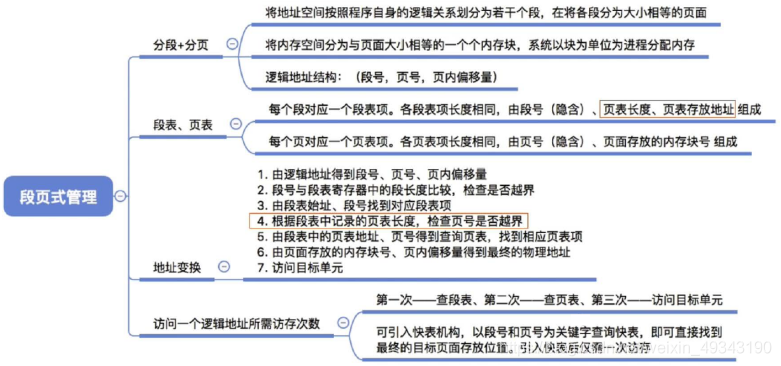 将地址空间按照程序自身的逻辑关系划分为若干个段，在将各段分为大小相等的页面
分段+分页
将内存空间分为与页面大小相等的一个个内存块，系统以块为单位为进程分配内存
逻辑地址结构：（段号，页号，页内偏移量）
每个段对应一个段表项。各段表项长度相同，由段号（隐含）、页表长度、页表存放地址 组成
段表、页表
每个页对应一个页表项。各页表项长度相同，由页号（隐含）、页面存放的内存块号 组成
段页式管理
1. 由逻辑地址得到段号、页号、页内偏移量
2. 段号与段表寄存器中的段长度比较，检查是否越界
3. 由段表始址、段号找到对应段表项
4. 根据段表中记录的页表长度，检查页号是否越界
5. 由段表中的页表地址、页号得到查询页表，找到相应页表项
6. 由页面存放的内存块号、页内偏移量得到最终的物理地址
7. 访问目标单元
地址变换
第一次——查段表、第二次——查页表、第三次——访问目标单元
访问一个逻辑地址所需访存次数
可引入快表机构，以段号和页号为关键字查询快表，即可直接找到
最终的目标页面存放位置。引入快表后仅需一次访存
weixin_49343190